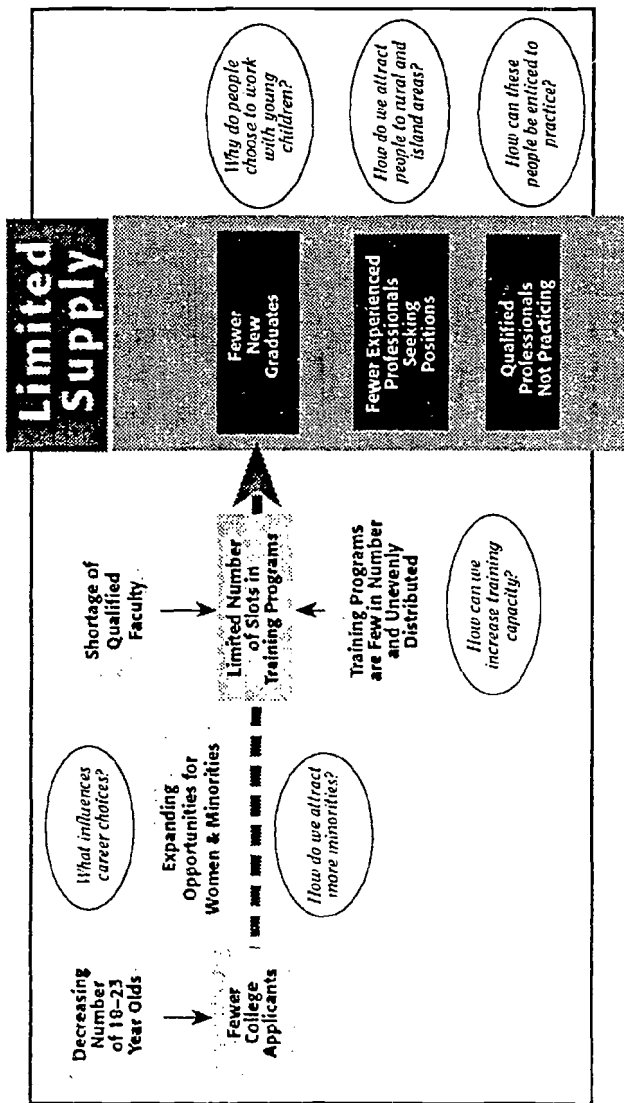 Limited
Supply
Decreasing
Number
of 18–23
Year Olds
Fewer
College
Applicants
What influences
career choices?
Expanding
Opportunities for
Women & Minorities
How do we attract
more minorities?
Shortage of
Qualified
Faculty
Limited Number
of Slots in
Training Programs
Training Programs
are Few in Number
and Unevenly
Distributed
How can we
increase training
capacity?
Fewer
New
Graduates
Fewer Experienced
Professionals
Seeking
Positions
Qualified
Professionals
Not Practicing
Why do people
choose to work
with young
children?
How do we attract
people to rural and
island areas?
How can these
people be enticed to
practice?